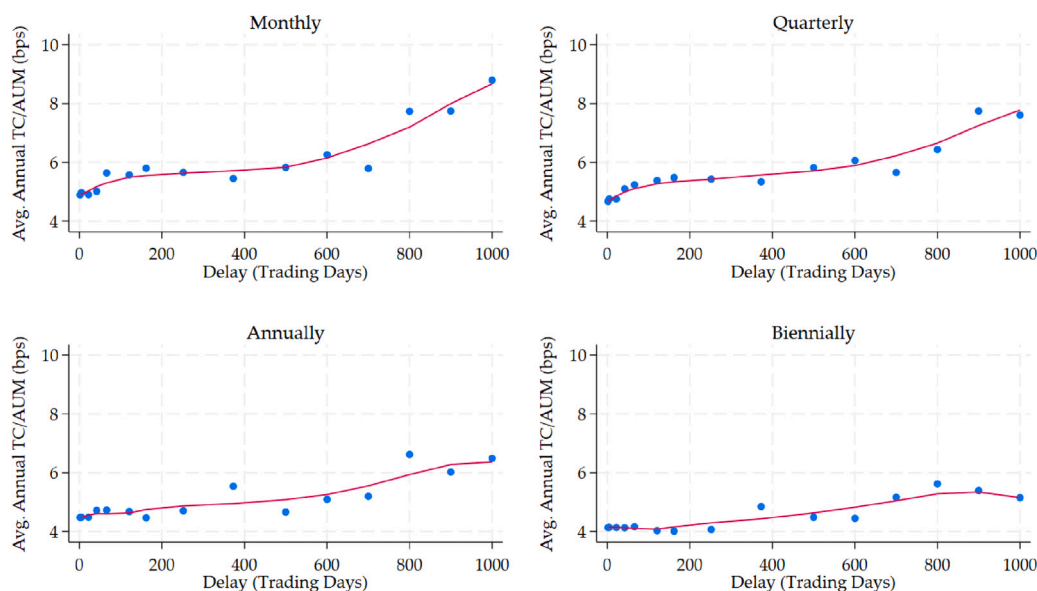 Monthly
Avg. Annual TC/AUM (bps)
10
8
6
4
0 200 400 600 800 1000
Delay (Trading Days)
Quarterly
Avg. Annual TC/AUM (bps)
10
8
6
4
0 200 400 600 800 1000
Delay (Trading Days)
Annually
Avg. Annual TC/AUM (bps)
10
8
6
4
0 200 400 600 800 1000
Delay (Trading Days)
Biennially
Avg. Annual TC/AUM (bps)
10
8
6
4
0 200 400 600 800 1000
Delay (Trading Days)